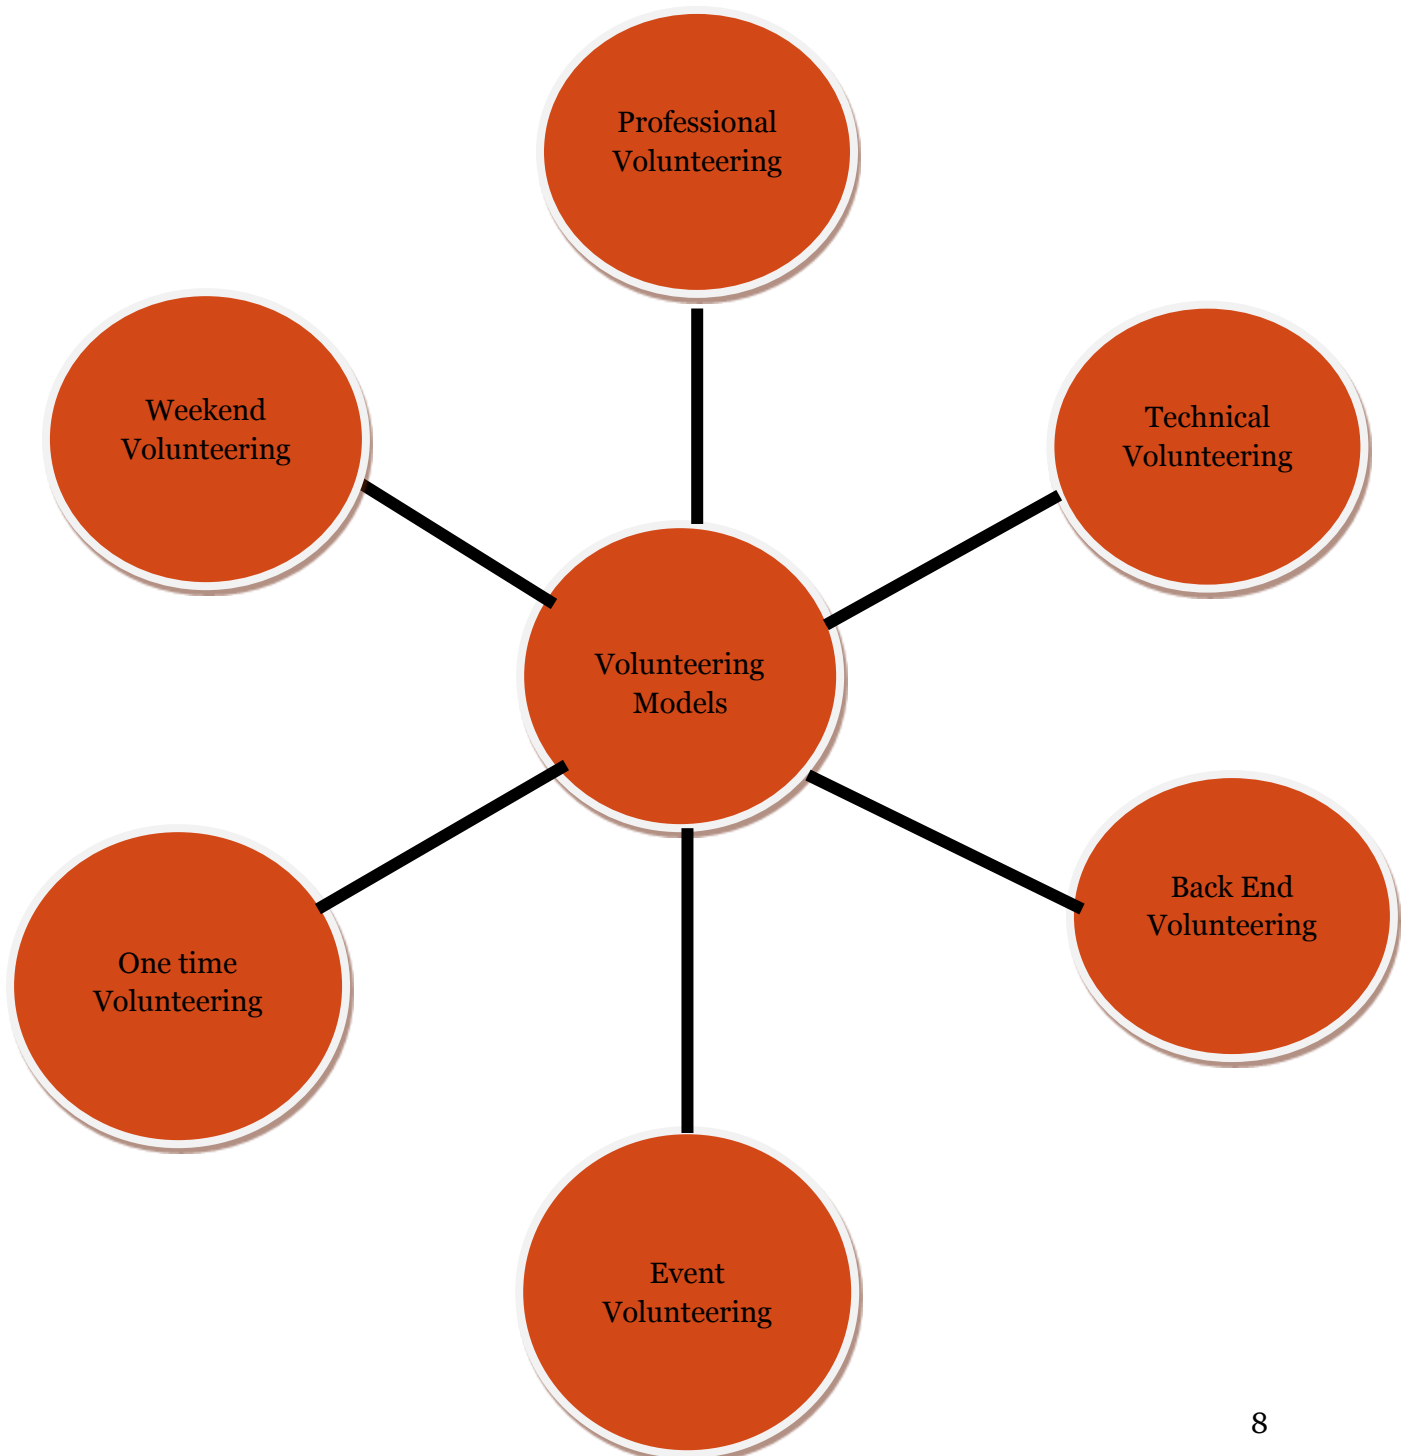 Professional
Volunteering
Weekend
Volunteering
Technical
Volunteering
Volunteering
Models
Back End
Volunteering
One time
Volunteering
Event
Volunteering
8